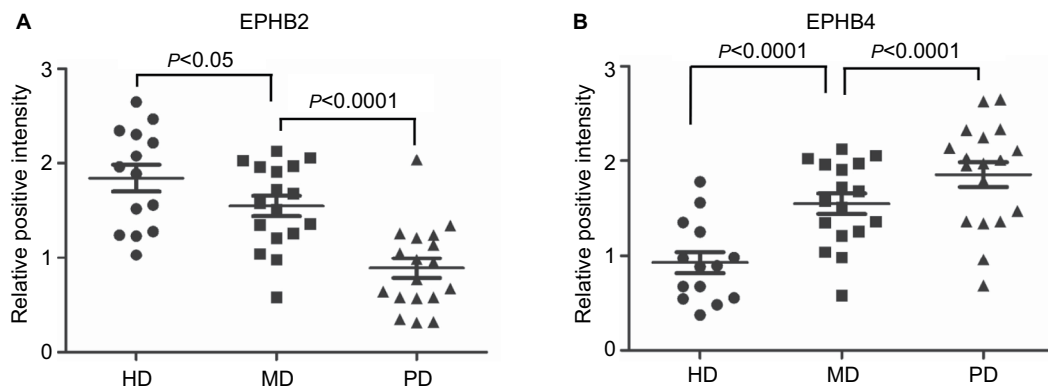 A
EPHB2
P<0.05
P<0.0001
Relative positive intensity
3
2
1
0
HD MD PD
B
EPHB4
P<0.0001 P<0.0001
Relative positive intensity
3
2
1
0
HD MD PD